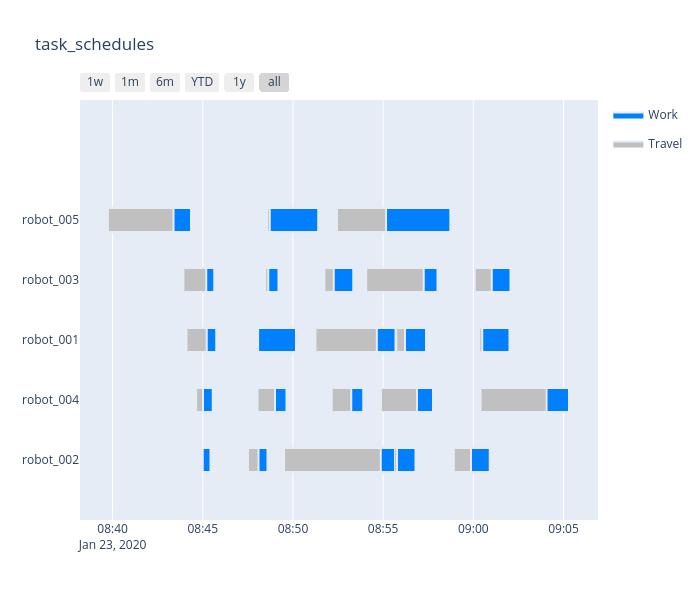 task_schedules
1w 1m 6m YTD 1y all
Work
Travel
robot_005
robot_003
robot_001
robot_004
robot_002
08:40 08:45 08:50 08:55 09:00 09:05
Jan 23, 2020